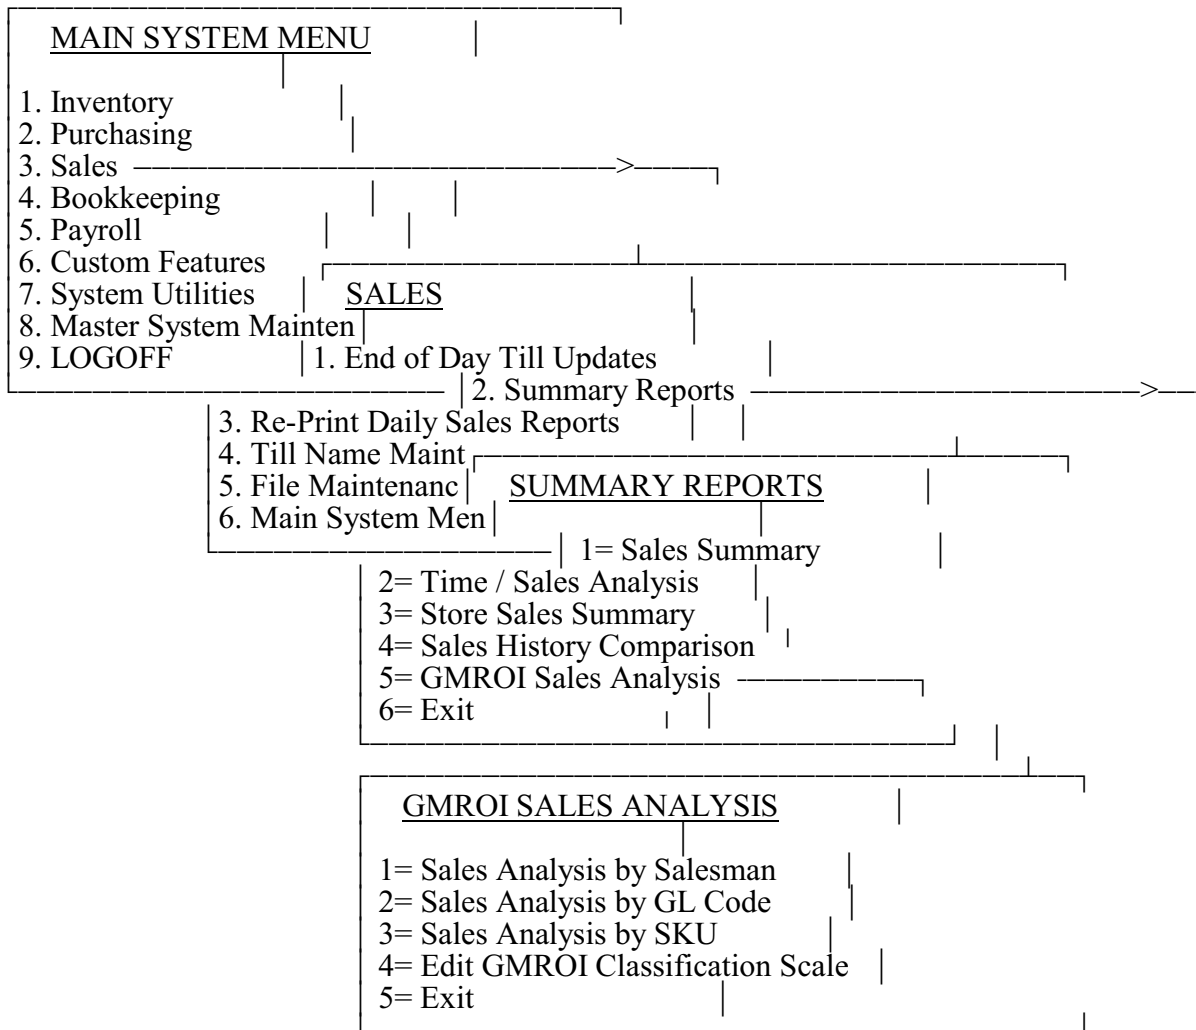 MAIN SYSTEM MENU
1. Inventory
2. Purchasing
3. Sales
4. Bookkeeping
5. Payroll
6. Custom Features
7. System Utilities
SALES
8. Master System Mainten
9. LOGOFF
1. End of Day Till Updates
2. Summary Reports
3. Re-Print Daily Sales Reports
4. Till Name Maint
5. File Maintenanc
SUMMARY REPORTS
6. Main System Men
1= Sales Summary
2= Time / Sales Analysis
3= Store Sales Summary
4= Sales History Comparison
5= GMROI Sales Analysis
6= Exit
GMROI SALES ANALYSIS
1= Sales Analysis by Salesman
2= Sales Analysis by GL Code
3= Sales Analysis by SKU
4= Edit GMROI Classification Scale
5= Exit